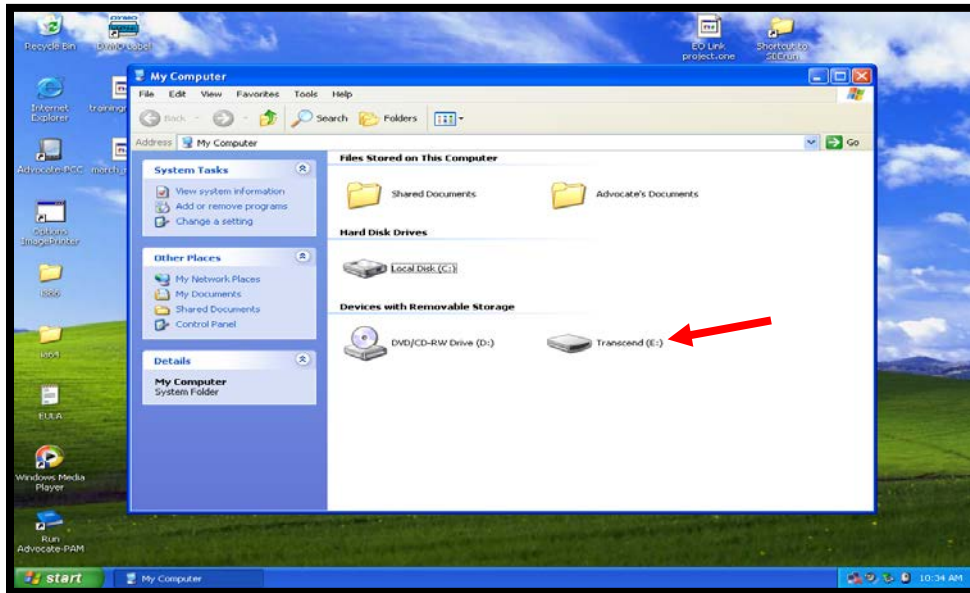 Recycle Bin
DYMO Label
EO Link
project.one
Shortcut to
Internet
Explorer
Advocate-PCC
Options
ImagePrinter
EULA
Windows Media
Player
Run
Advocate-PAM
My Computer
File Edit View Favorites Tools Help
Back Search Folders
Address My Computer Go
System Tasks
View system information
Add or remove programs
Change a setting
Other Places
My Network Places
My Documents
Shared Documents
Control Panel
Details
My Computer
System Folder
Files Stored on This Computer
Shared Documents
Advocate's Documents
Hard Disk Drives
Local Disk (C:)
Devices with Removable Storage
DVD/CD-RW Drive (D:)
Transcend (E:)
start
My Computer
10:34 AM